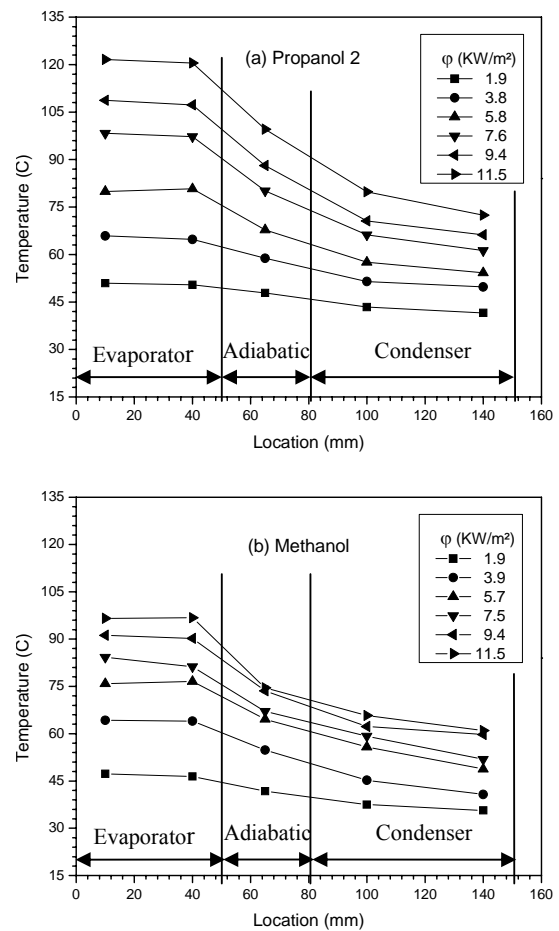 135
120
105
90
75
60
45
30
15
Temperature (C)
(a) Propanol 2
φ (KW/m²)
1.9
3.8
5.8
7.6
9.4
11.5
Evaporator
Adiabatic
Condenser
0 20 40 60 80 100 120 140 160
Location (mm)
135
120
105
90
75
60
45
30
15
Temperature (C)
(b) Methanol
φ (KW/m²)
1.9
3.9
5.7
7.5
9.4
11.5
Evaporator
Adiabatic
Condenser
0 20 40 60 80 100 120 140 160
Location (mm)